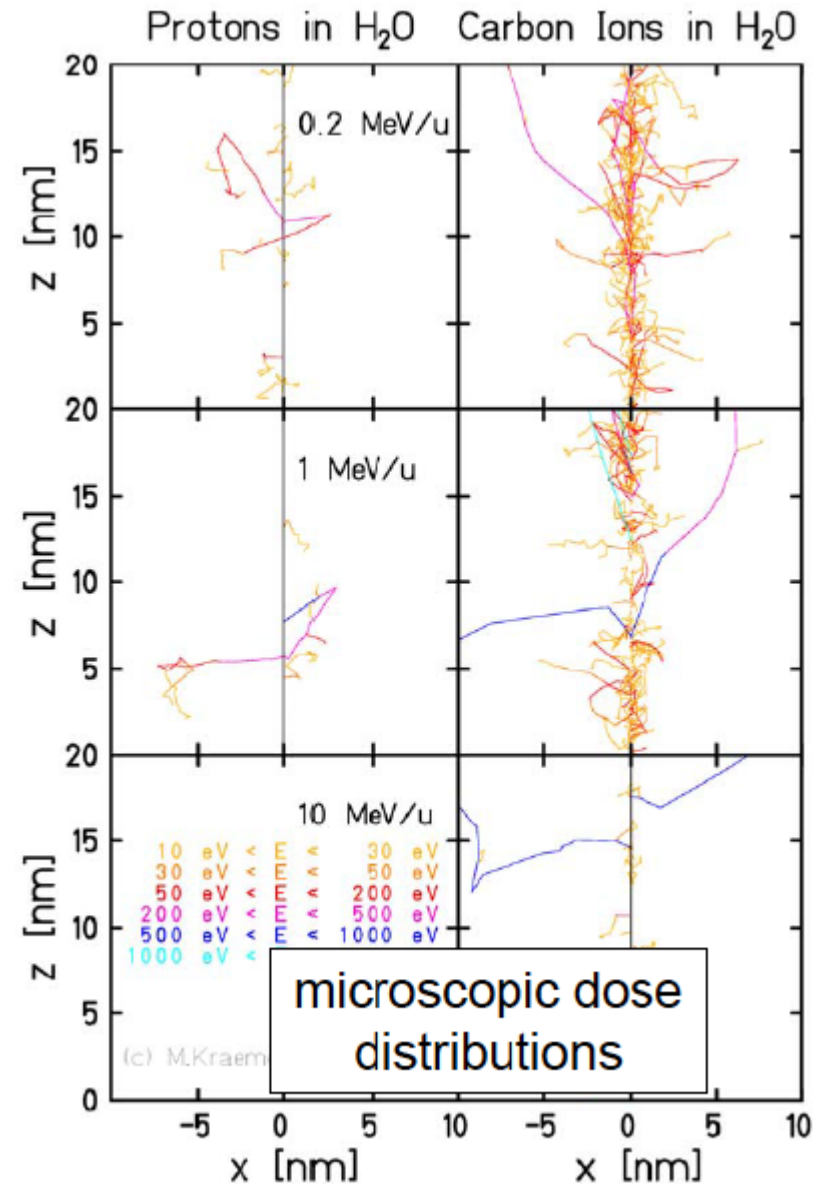 Protons in H₂O Carbon Ions in H₂O
20
0.2 MeV/u
15
z [nm]
10
5
20
1 MeV/u
15
z [nm]
10
5
20
10 MeV/u
15
10 eV < E < 30 eV
30 eV < E < 50 eV
50 eV < E < 200 eV
200 eV < E < 500 eV
500 eV < E < 1000 eV
1000 eV <
z [nm]
10
microscopic dose
distributions
5
(c)
0
-5 0 5 10 -5 0 5 10
x [nm] x [nm]